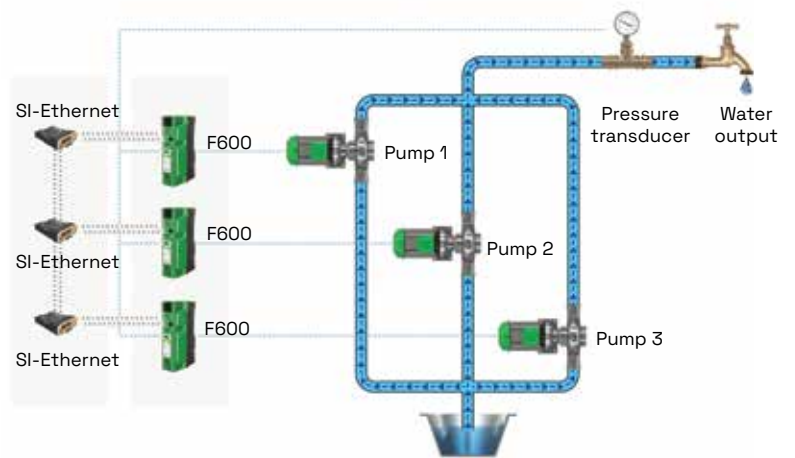 SI-Ethernet
F600
Pump 1
Pressure
transducer
Water
output
SI-Ethernet
F600
Pump 2
SI-Ethernet
F600
Pump 3